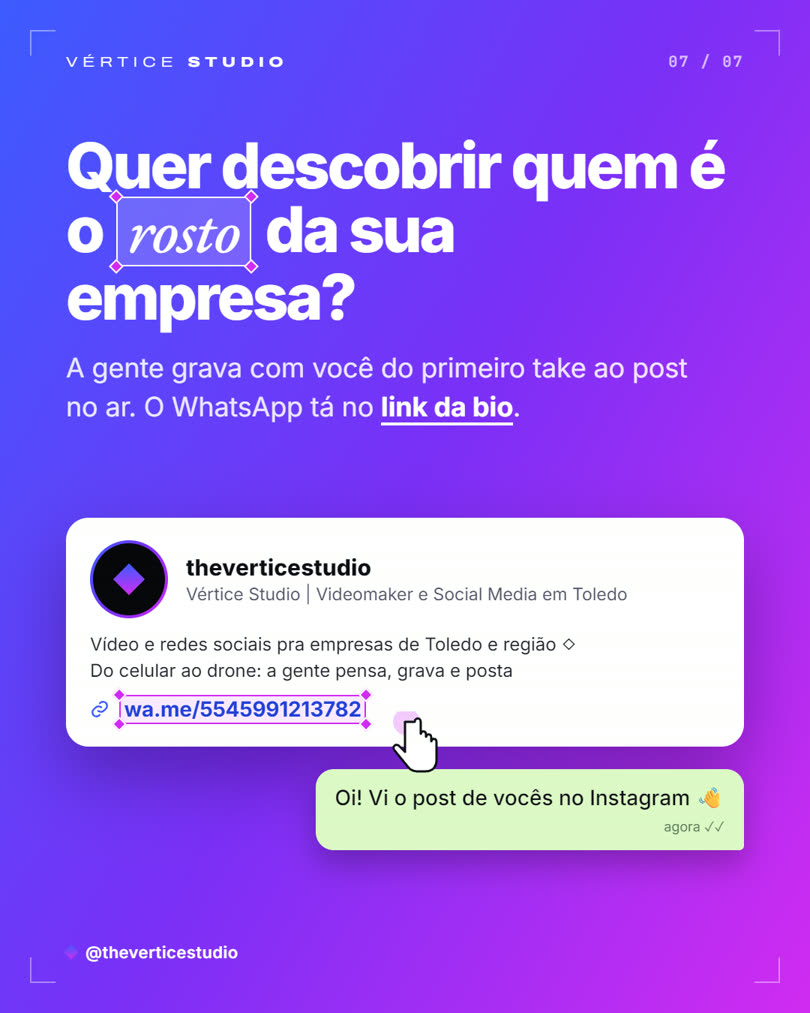 VÉRTICE STUDIO
07 / 07
Quer descobrir quem é
o rosto da sua
empresa?
A gente grava com você do primeiro take ao post
no ar. O WhatsApp tá no link da bio.
theverticestudio
Vértice Studio | Videomaker e Social Media em Toledo
Vídeo e redes sociais pra empresas de Toledo e região ◇
Do celular ao drone: a gente pensa, grava e posta
wa.me/5545991213782
Oi! Vi o post de vocês no Instagram 👋
agora ✓✓
@theverticestudio